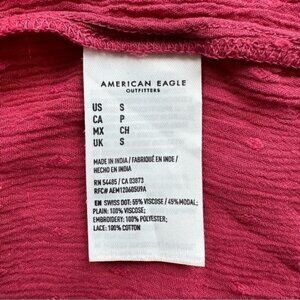 AMERICAN EAGLE
OUTFITTERS
US S
CA P
MX CH
UK S
MADE IN INDIA / FABRIQUÉ EN INDE /
HECHO EN INDIA
RN 54485 / CA 03873
RFC# AEM1206050U9A
EN SWISS DOT: 55% VISCOSE / 45% MODAL;
PLAIN: 100% VISCOSE;
EMBROIDERY: 100% POLYESTER;
LACE: 100% COTTON